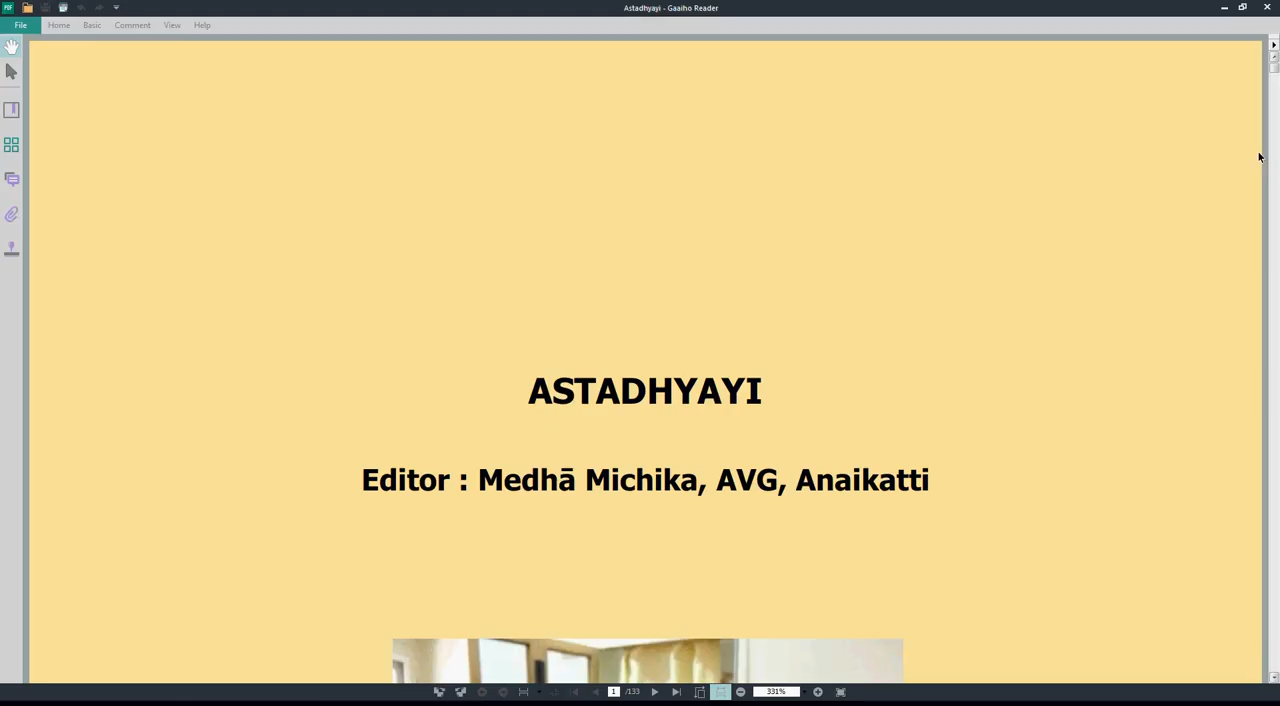 Astadhyayi - Gaaiho Reader
File Home Basic Comment View Help
ASTADHYAYI
Editor : Medhā Michika, AVG, Anaikatti
1 /133 331%